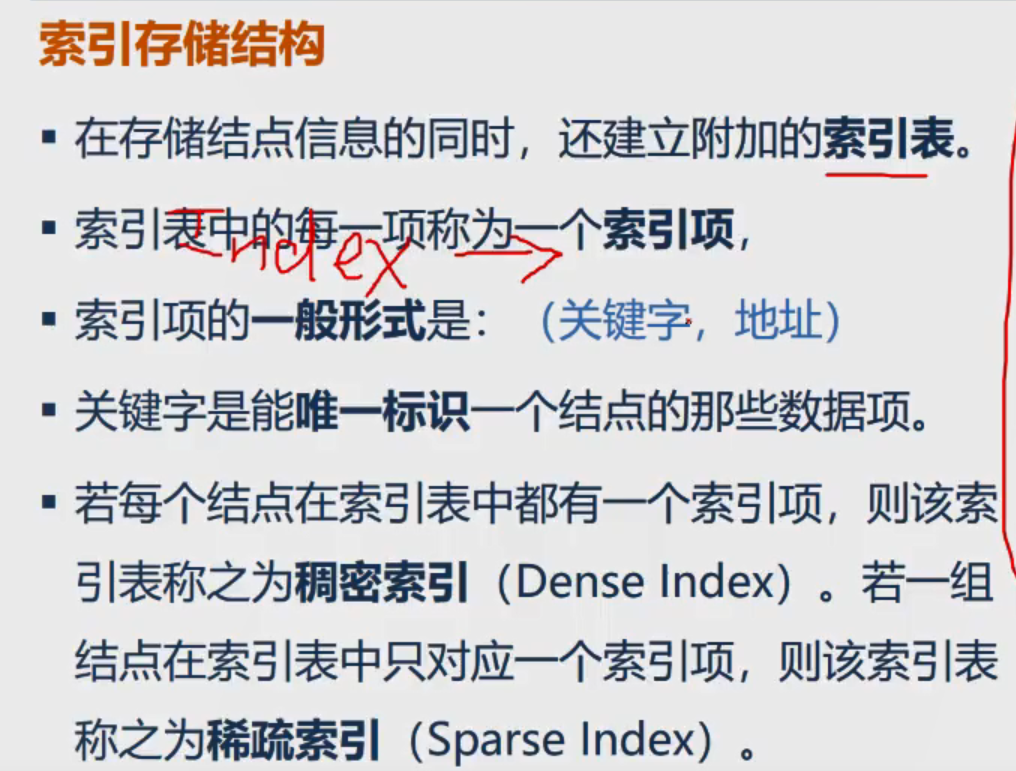 索引存储结构
▪ 在存储结点信息的同时，还建立附加的索引表。
▪ 索引表中的每一项称为一个索引项，
Index
▪ 索引项的一般形式是：（关键字，地址）
▪ 关键字是能唯一标识一个结点的那些数据项。
▪ 若每个结点在索引表中都有一个索引项，则该索
引表称之为稠密索引（Dense Index）。若一组
结点在索引表中只对应一个索引项，则该索引表
称之为稀疏索引（Sparse Index）。